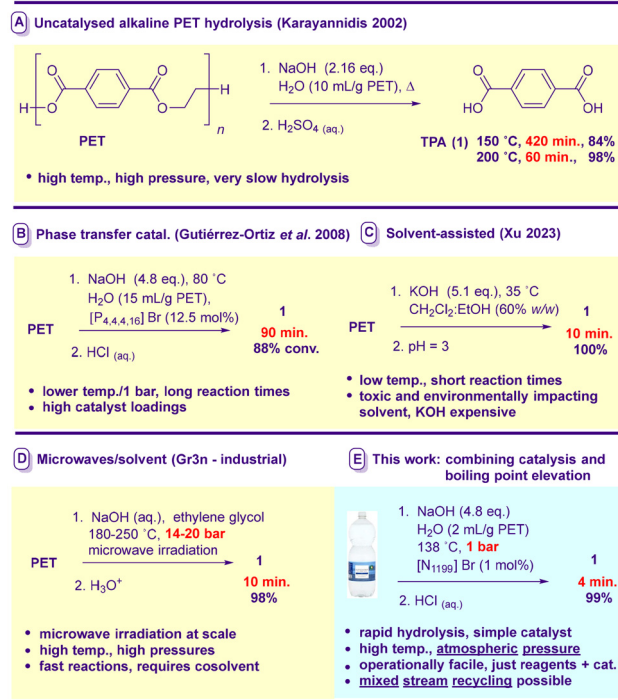 A Uncatalysed alkaline PET hydrolysis (Karayannidis 2002)
H O O O O H n
PET
1. NaOH (2.16 eq.)
H₂O (10 mL/g PET), Δ
2. H₂SO₄ (aq.)
O HO O OH
TPA (1) 150 ˚C, 420 min., 84%
200 ˚C, 60 min., 98%
• high temp., high pressure, very slow hydrolysis
B Phase transfer catal. (Gutiérrez-Ortiz et al. 2008)
PET
1. NaOH (4.8 eq.), 80 ˚C
H₂O (15 mL/g PET),
[P₄,₄,₄,₁₆] Br (12.5 mol%)
2. HCl (aq.)
1
90 min.
88% conv.
• lower temp./1 bar, long reaction times
• high catalyst loadings
C Solvent-assisted (Xu 2023)
PET
1. KOH (5.1 eq.), 35 ˚C
CH₂Cl₂:EtOH (60% w/w)
2. pH = 3
1
10 min.
100%
• low temp., short reaction times
• toxic and environmentally impacting
solvent, KOH expensive
D Microwaves/solvent (Gr3n - industrial)
PET
1. NaOH (aq.), ethylene glycol
180-250 ˚C, 14-20 bar
microwave irradiation
2. H₃O⁺
1
10 min.
98%
• microwave irradiation at scale
• high temp., high pressures
• fast reactions, requires cosolvent
E This work: combining catalysis and
boiling point elevation
1. NaOH (4.8 eq.)
H₂O (2 mL/g PET)
138 ˚C, 1 bar
[N₁₁₉₉] Br (1 mol%)
2. HCl (aq.)
1
4 min.
99%
• rapid hydrolysis, simple catalyst
• high temp., atmospheric pressure
• operationally facile, just reagents + cat.
• mixed stream recycling possible